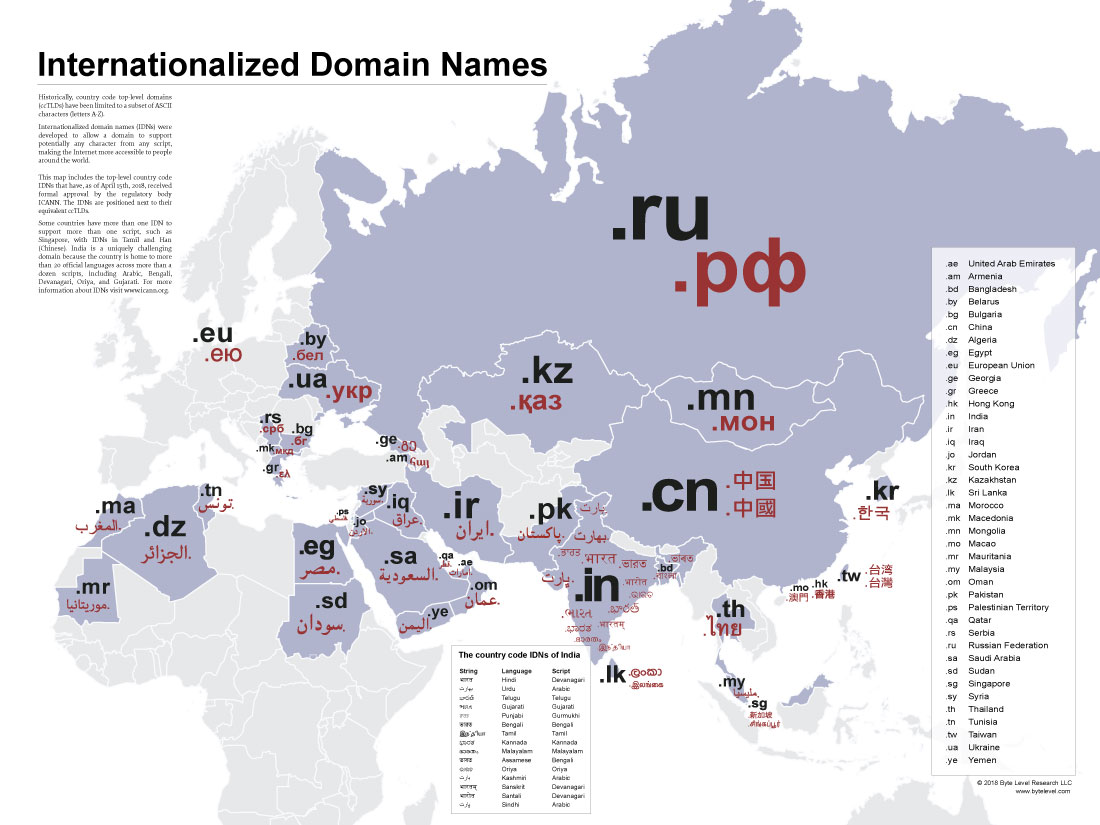 Internationalized Domain Names
Historically, country code top-level domains
(ccTLDs) have been limited to a subset of ASCII
characters (letters A-Z).
Internationalized domain names (IDNs) were
developed to allow a domain to support
potentially any character from any script,
making the Internet more accessible to people
around the world.
This map includes the top-level country code
IDNs that have, as of April 15th, 2018, received
formal approval by the regulatory body
ICANN. The IDNs are positioned next to their
equivalent ccTLDs.
Some countries have more than one IDN to
support more than one script, such as
Singapore, with IDNs in Tamil and Han
(Chinese). India is a uniquely challenging
domain because the country is home to more
than 20 official languages across more than a
dozen scripts, including Arabic, Bengali,
Devanagari, Oriya, and Gujarati. For more
information about IDNs visit www.icann.org.
.ru
.рф
.eu
.ею
.by
.бел
.ua
.укр
.kz
.қаз
.mn
.мон
.rs
.срб
.bg
.бг
.mk
.мкд
.gr
.ελ
.ge
.გე
.am
.հայ
.cn
.中国
.中國
.kr
한국.
.ma
المغرب.
.dz
الجزائر.
.tn
تونس.
.sy
سورية.
.iq
عراق.
.ir
ايران.
.pk
پاکستان.
.ps
فلسطين.
.jo
الاردن.
.eg
مصر.
.sa
السعودية.
.qa
قطر.
.ae
امارات.
.om
عمان.
.ye
اليمن.
.mr
موريتانيا.
.sd
سودان.
.in
بھارت.
.भारत
.ভারত
.bd
.th
.ไทย
.lk
.ලංකා
.இலங்கை
.my
مليسيا.
.sg
.新加坡
.சிங்கப்பூர்
.mo
.澳門
.hk
.香港
.tw
.台湾
.台灣
.ae United Arab Emirates
.am Armenia
.bd Bangladesh
.by Belarus
.bg Bulgaria
.cn China
.dz Algeria
.eg Egypt
.eu European Union
.ge Georgia
.gr Greece
.hk Hong Kong
.in India
.ir Iran
.iq Iraq
.jo Jordan
.kr South Korea
.kz Kazakhstan
.lk Sri Lanka
.ma Morocco
.mk Macedonia
.mn Mongolia
.mo Macao
.mr Mauritania
.my Malaysia
.om Oman
.pk Pakistan
.ps Palestinian Territory
.qa Qatar
.rs Serbia
.ru Russian Federation
.sa Saudi Arabia
.sd Sudan
.sg Singapore
.sy Syria
.th Thailand
.tn Tunisia
.tw Taiwan
.ua Ukraine
.ye Yemen
The country code IDNs of India
String Language Script
भारत Hindi Devanagari
بھارت Urdu Arabic
Telugu Telugu
Gujarati Gujarati
Punjabi Gurmukhi
Bengali Bengali
Tamil Tamil
Kannada Kannada
Malayalam Malayalam
Assamese Bengali
Oriya Oriya
Kashmiri Arabic
भारतम् Sanskrit Devanagari
Santali Devanagari
Sindhi Arabic
© 2018 Byte Level Research LLC
www.bytelevel.com